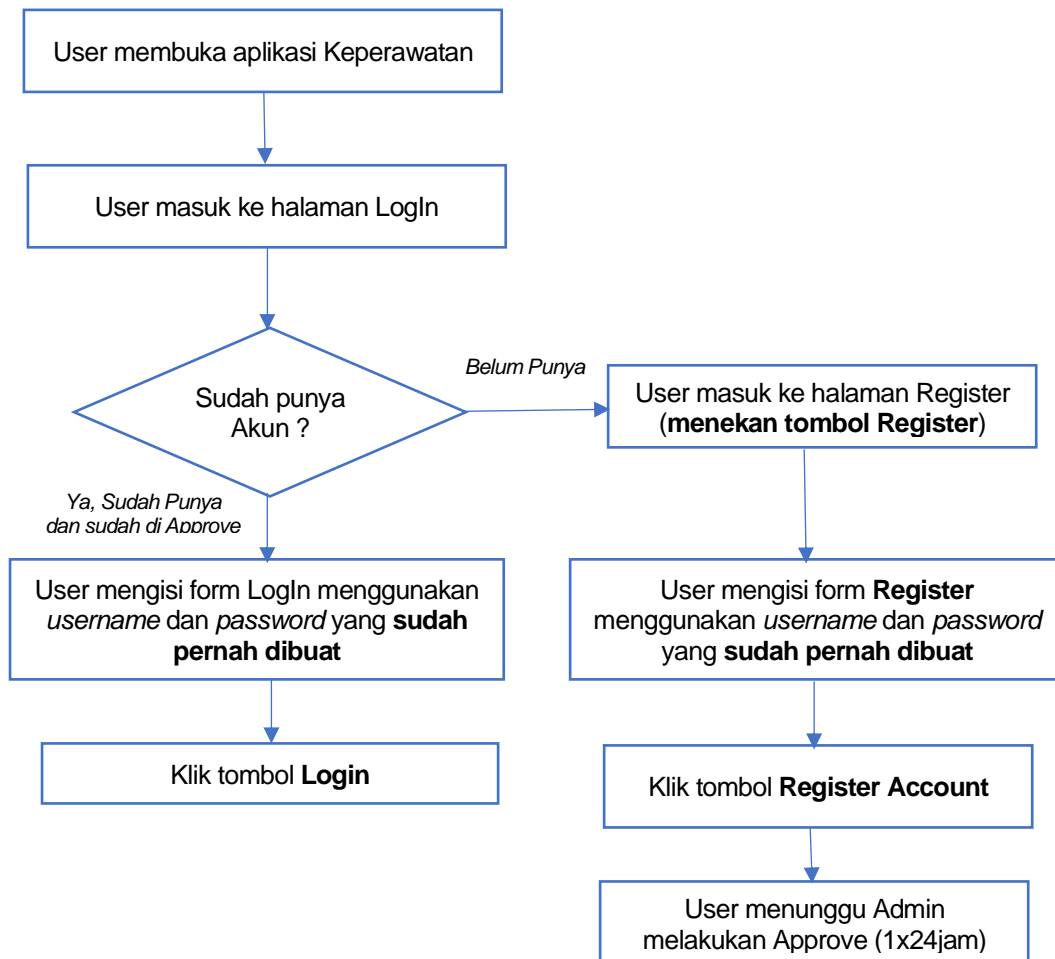 User membuka aplikasi Keperawatan
User masuk ke halaman LogIn
Sudah punya
Akun ?
Belum Punya
User masuk ke halaman Register
(menekan tombol Register)
Ya, Sudah Punya
dan sudah di Approve
User mengisi form LogIn menggunakan
username dan password yang sudah
pernah dibuat
User mengisi form Register
menggunakan username dan password
yang sudah pernah dibuat
Klik tombol Login
Klik tombol Register Account
User menunggu Admin
melakukan Approve (1x24jam)